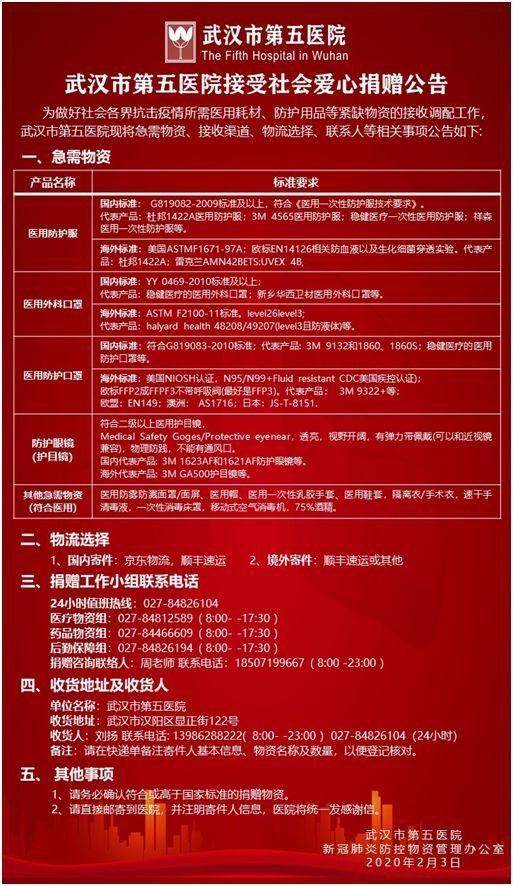 武汉市第五医院
The Fifth Hospital in Wuhan
武汉市第五医院接受社会爱心捐赠公告
为做好社会各界抗击疫情所需医用耗材、防护用品等紧缺物资的接收调配工作，
武汉市第五医院现将急需物资、接收渠道、物流选择、联系人等相关事项公告如下:
一、急需物资
产品名称
标准要求
医用防护服
国内标准： G819082-2009标准及以上，符合《医用一次性防护服技术要求》。
代表产品：杜邦1422A医用防护服；3M 4565医用防护服；稳健医疗一次性医用防护服；祥森
医用一次性防护服等。
海外标准：美国ASTMF1671-97A；欧标EN14126相关防血液以及生化细菌穿透实验。代表产
品：杜邦1422A；雷克兰AMN42BETS:UVEX 4B,
医用外科口罩
国内标准：YY 0469-2010标准及以上；
代表产品：稳健医疗的医用外科口罩；新乡华西卫材医用外科口罩等。
海外标准：ASTM F2100-11标准。level26level3;
代表产品：halyard health 48208/49207(level3且防液体)等。
医用防护口罩
国内标准：符合G819083-2010标准；代表产品: 3M 9132和1860、1860S；稳健医疗的医用
防护口罩等。
海外标准：美国NIOSH认证，N95/N99+Fluid resistant CDC美国疾控认证);
欧标FFP2成FFPF3不带呼吸阀(最好是FFP3)。代表产品： 3M 9322+等；
欧盟：EN149；澳洲： AS1716；日本：JS-T-8151.
防护眼镜
(护目镜)
符合二级以上医用护目镜，
Medical Safety Goges/Protective eyenear，透亮，视野开阔，有弹力带佩戴(可以和近视镜
兼容)，物理防践，不能有通风口。
国内代表产品：3M 1623AF和1621AF防护眼镜等。
海外代表产品：3M GA500护目镜等。
其他急需物资
(符合医用)
医用防雾防溅面罩/面屏、医用帽、医用一次性乳胶手套、医用鞋套，隔离衣/手术衣，速干手
清毒液，一次性消毒床罩，移动式空气消毒机，75%酒精。
二、物流选择
1、国内寄件：京东物流，顺丰速运 2、境外寄件：顺丰速运或其他
三、捐赠工作小组联系电话
24小时值班热线：027-84826104
医疗物资组：027-84812589（8:00- -17:30 ）
药品物资组：027-84466609（8:00- -17:30 ）
后勤保障组：027-84826194（8:00- -17:30 ）
捐赠咨询联络人：周老师 联系电话：18507199667（8:00 -23:00 ）
四、收货地址及收货人
单位名称：武汉市第五医院
收货地址：武汉市汉阳区显正街122号
收货人：刘扬 联系电话: 13986288222( 8:00- -23:00 ) 027-84826104（24小时)
备注：请在快递单备注寄件人基本信息、物资名称及数量，以便登记核对。
五、 其他事项
1、请务必确认符合或高于国家标准的捐赠物资。
2、请直接邮寄到医院，并注明寄件人信息，医院将统一发感谢信。
武汉市第五医院
新冠肺炎防控物资管理办公室
2020年2月3日